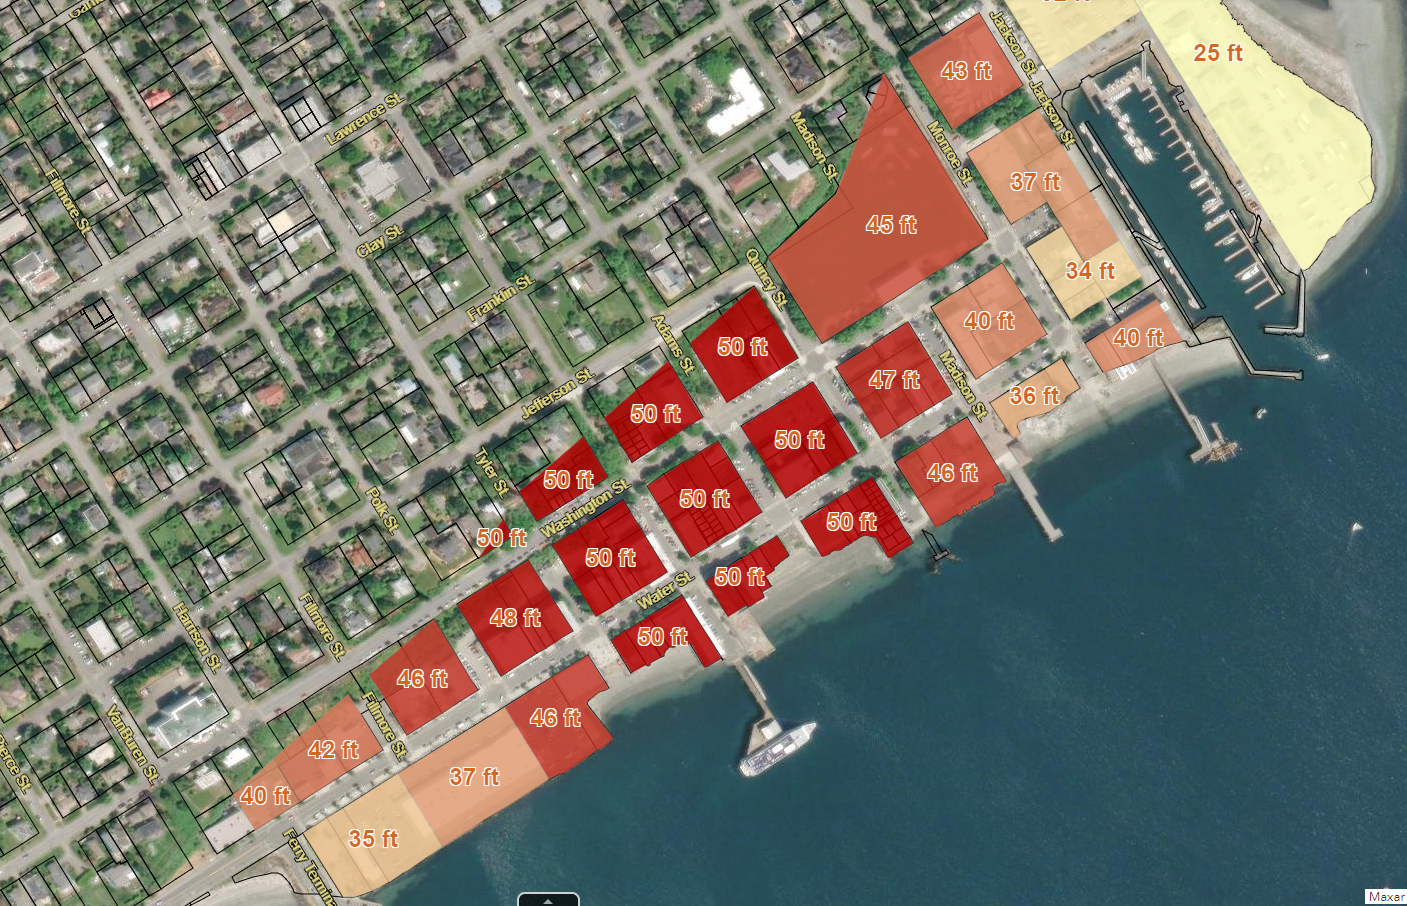 25 ft
Jackson St.
43 ft
Jackson St.
Lawrence St.
Madison St.
Monroe St.
37 ft
Fillmore St.
45 ft
Clay St.
34 ft
Quincy St.
Franklin St.
40 ft
Adams St.
40 ft
50 ft
47 ft
Madison St.
Jefferson St.
36 ft
50 ft
50 ft
Tyler St.
50 ft
46 ft
Washington St.
50 ft
Polk St.
50 ft
50 ft
50 ft
50 ft
Water St.
48 ft
Harrison St.
Fillmore St.
50 ft
46 ft
Fillmore St.
46 ft
VanBuren St.
42 ft
37 ft
40 ft
35 ft
Maxar